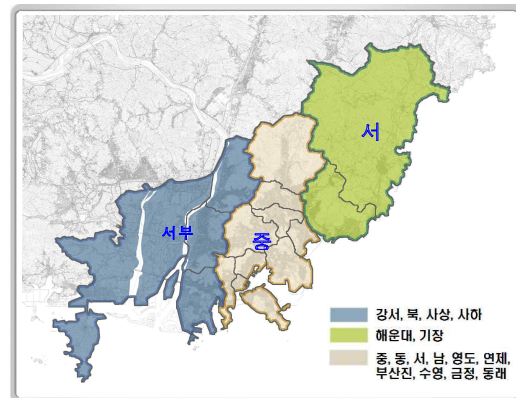 서
서부
중
강서, 북, 사상, 사하
해운대, 기장
중, 동, 서, 남, 영도, 연제,
부산진, 수영, 금정, 동래